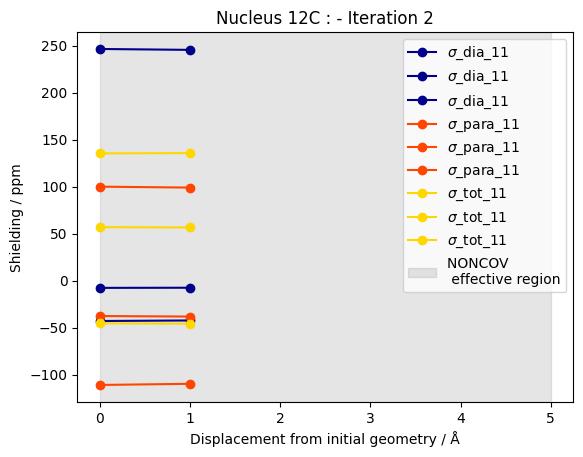 Nucleus 12C : - Iteration 2
250
200
150
100
50
0
−50
−100
Shielding / ppm
0
1
2
3
4
5
Displacement from initial geometry / Å
σ_dia_11
σ_dia_11
σ_dia_11
σ_para_11
σ_para_11
σ_para_11
σ_tot_11
σ_tot_11
σ_tot_11
NONCOV
effective region